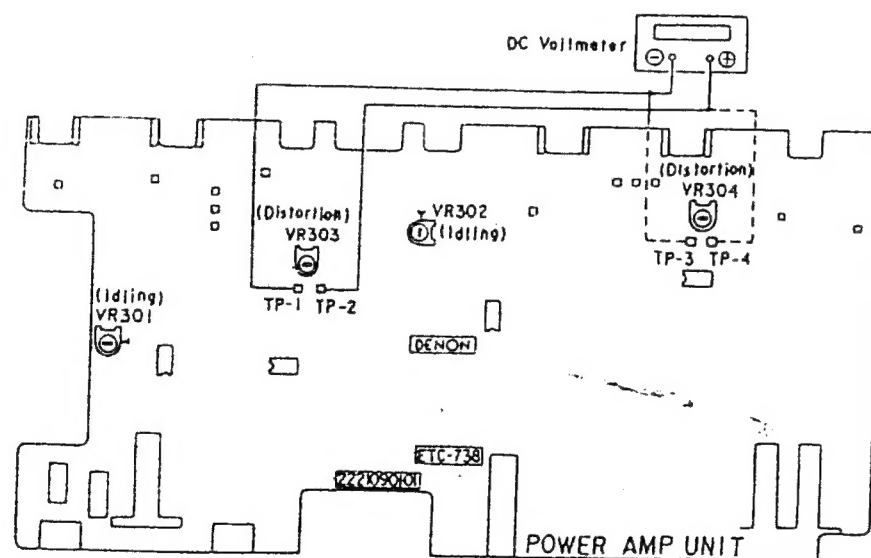 DC Voltmeter
⊖ ⊕
(Distortion)
VR304
(Distortion)
VR303
VR302
(Idling)
TP-3 TP-4
TP-1 TP-2
(Idling)
VR301
DENON
ETC-738
POWER AMP UNIT